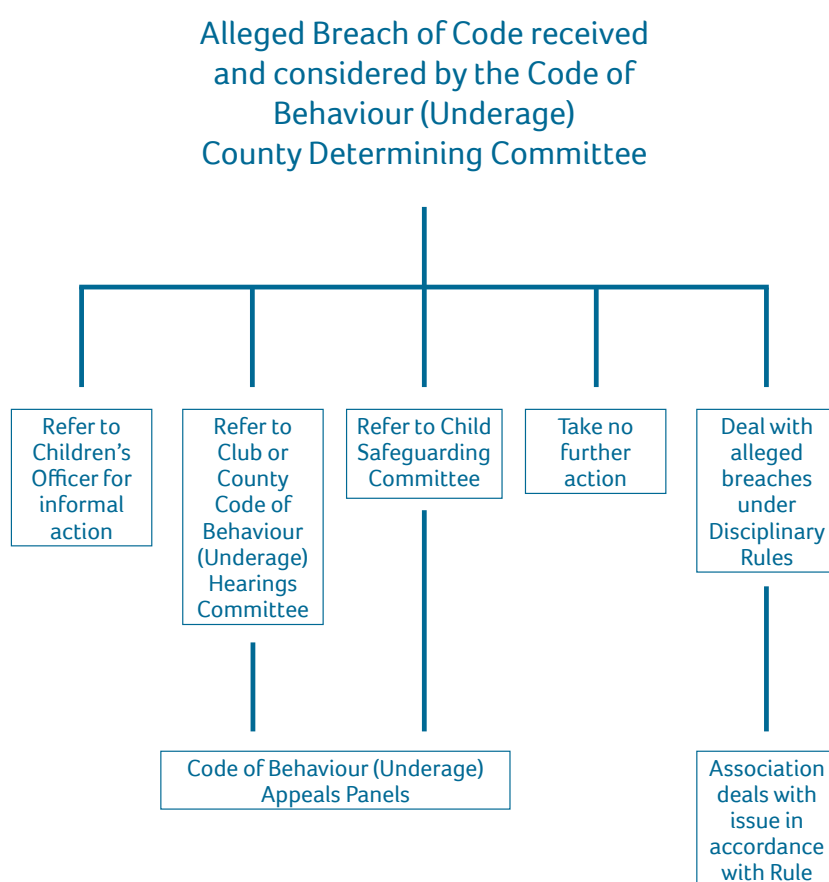 Alleged Breach of Code received
and considered by the Code of
Behaviour (Underage)
County Determining Committee
Refer to
Children’s
Officer for
informal
action
Refer to
Club or
County
Code of
Behaviour
(Underage)
Hearings
Committee
Refer to Child
Safeguarding
Committee
Take no
further
action
Deal with
alleged
breaches
under
Disciplinary
Rules
Code of Behaviour (Underage)
Appeals Panels
Association
deals with
issue in
accordance
with Rule